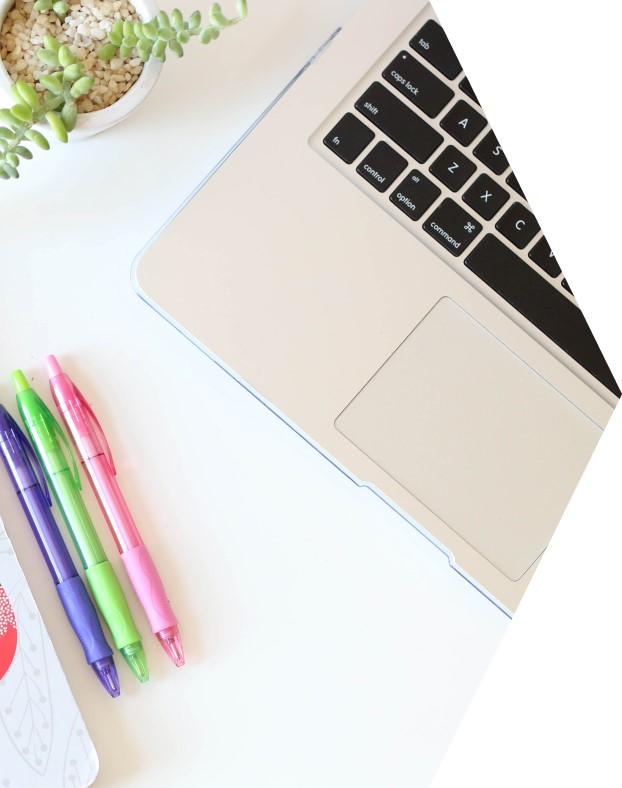 tab
caps lock
A
S
shift
Z
X
C
fn
control
alt
option
⌘
command